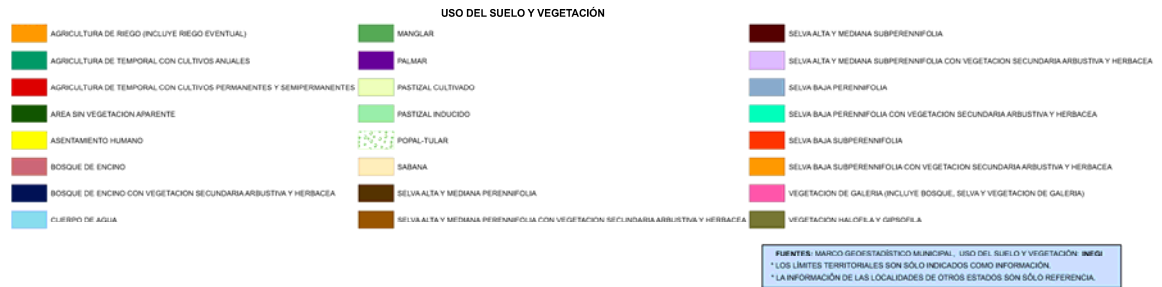 USO DEL SUELO Y VEGETACIÓN
AGRICULTURA DE RIEGO (INCLUYE RIEGO EVENTUAL)
AGRICULTURA DE TEMPORAL CON CULTIVOS ANUALES
AGRICULTURA DE TEMPORAL CON CULTIVOS PERMANENTES Y SEMIPERMANENTES
AREA SIN VEGETACION APARENTE
ASENTAMIENTO HUMANO
BOSQUE DE ENCINO
BOSQUE DE ENCINO CON VEGETACION SECUNDARIA ARBUSTIVA Y HERBACEA
CUERPO DE AGUA
MANGLAR
PALMAR
PASTIZAL CULTIVADO
PASTIZAL INDUCIDO
POPAL-TULAR
SABANA
SELVA ALTA Y MEDIANA PERENNIFOLIA
SELVA ALTA Y MEDIANA PERENNIFOLIA CON VEGETACION SECUNDARIA ARBUSTIVA Y HERBACEA
SELVA ALTA Y MEDIANA SUBPERENNIFOLIA
SELVA ALTA Y MEDIANA SUBPERENNIFOLIA CON VEGETACION SECUNDARIA ARBUSTIVA Y HERBACEA
SELVA BAJA PERENNIFOLIA
SELVA BAJA PERENNIFOLIA CON VEGETACION SECUNDARIA ARBUSTIVA Y HERBACEA
SELVA BAJA SUBPERENNIFOLIA
SELVA BAJA SUBPERENNIFOLIA CON VEGETACION SECUNDARIA ARBUSTIVA Y HERBACEA
VEGETACION DE GALERIA (INCLUYE BOSQUE, SELVA Y VEGETACION DE GALERIA)
VEGETACION HALOFILA Y GIPSOFILA
FUENTES: MARCO GEOESTADÍSTICO MUNICIPAL, USO DEL SUELO Y VEGETACIÓN: INEGI
* LOS LÍMITES TERRITORIALES SON SÓLO INDICADOS COMO INFORMACIÓN.
* LA INFORMACIÓN DE LAS LOCALIDADES DE OTROS ESTADOS SON SÓLO REFERENCIA.